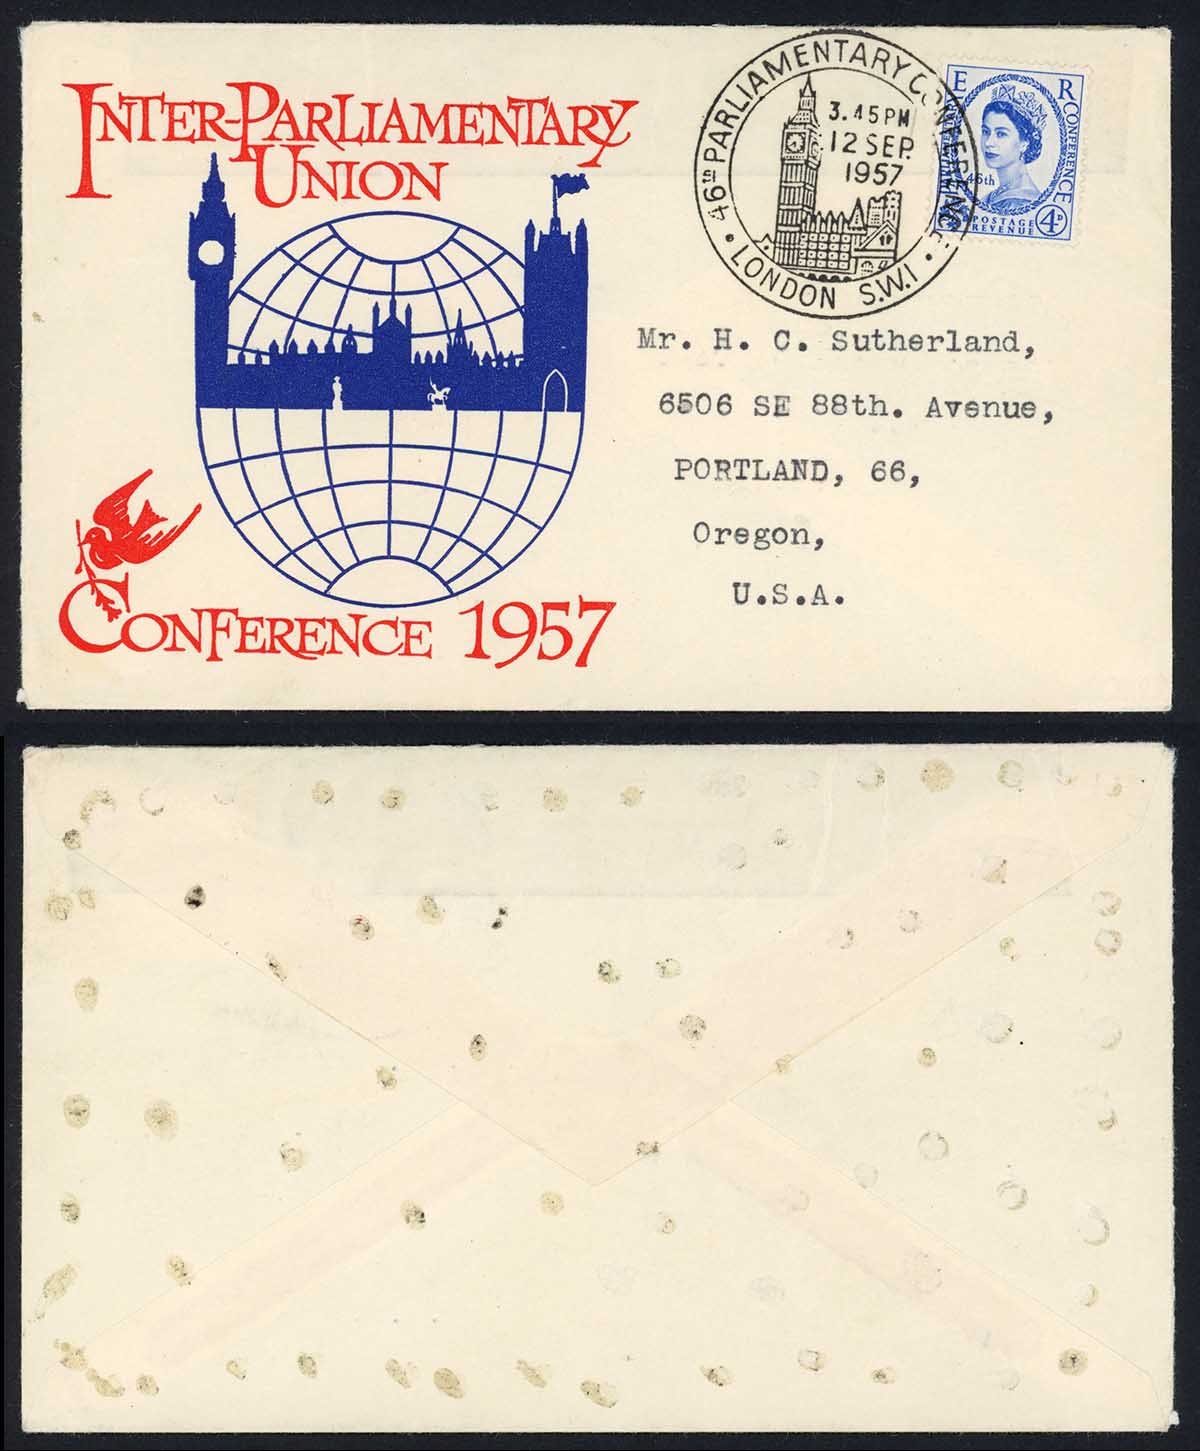 INTER-PARLIAMENTARY
UNION
CONFERENCE 1957
46th PARLIAMENTARY CONFERENCE
3.45 PM
12 SEP.
1957
• LONDON S.W.1 •
E R
CONFERENCE
46th
POSTAGE
REVENUE
4D
Mr. H. C. Sutherland,
6506 SE 88th. Avenue,
PORTLAND, 66,
Oregon,
U.S.A.